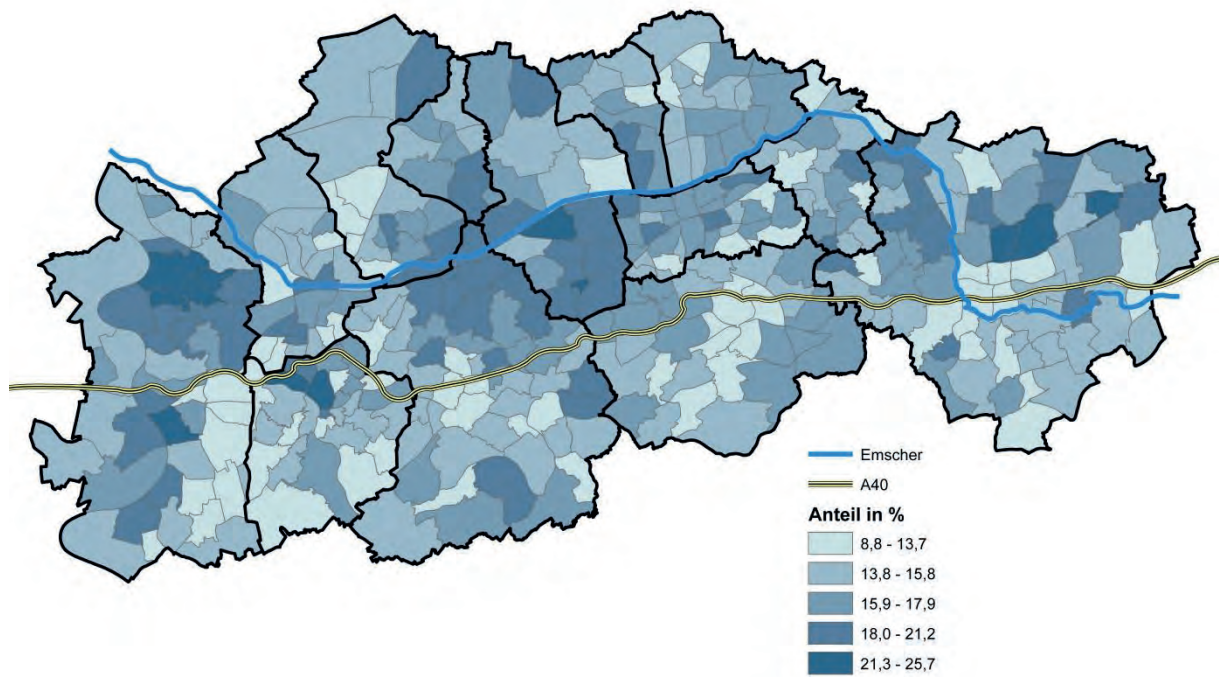 Emscher
A40
Anteil in %
8,8 - 13,7
13,8 - 15,8
15,9 - 17,9
18,0 - 21,2
21,3 - 25,7